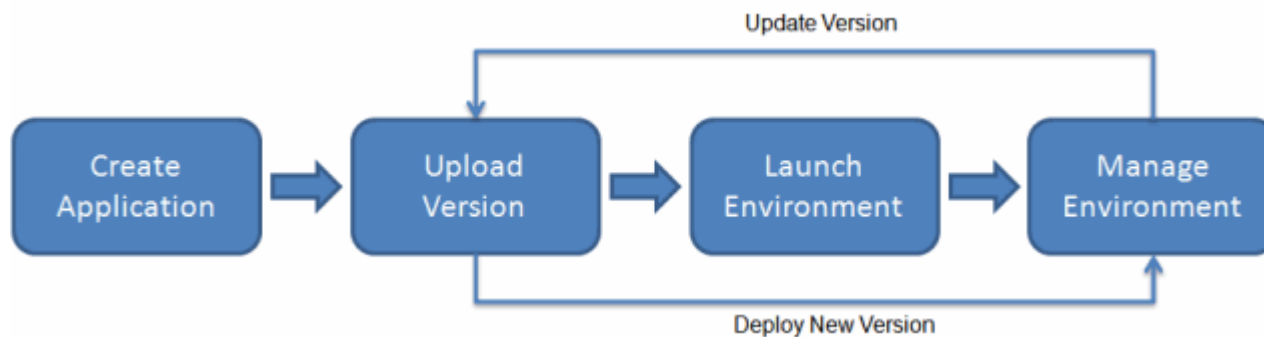 Update Version
Create
Application
Upload
Version
Launch
Environment
Manage
Environment
Deploy New Version